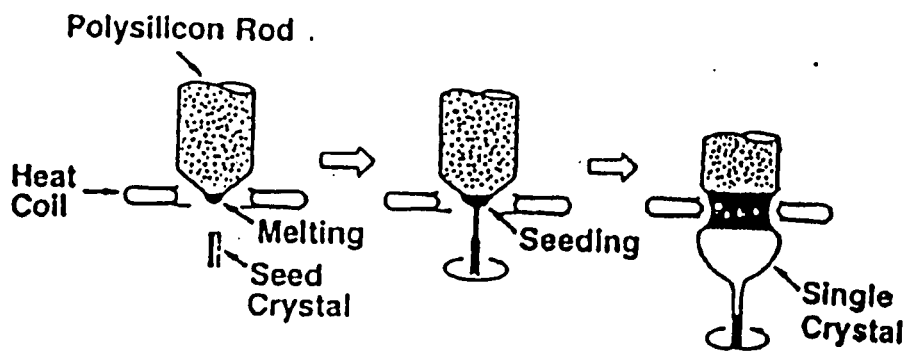 Polysilicon Rod
Heat
Coil
Melting
Seed
Crystal
Seeding
Single
Crystal